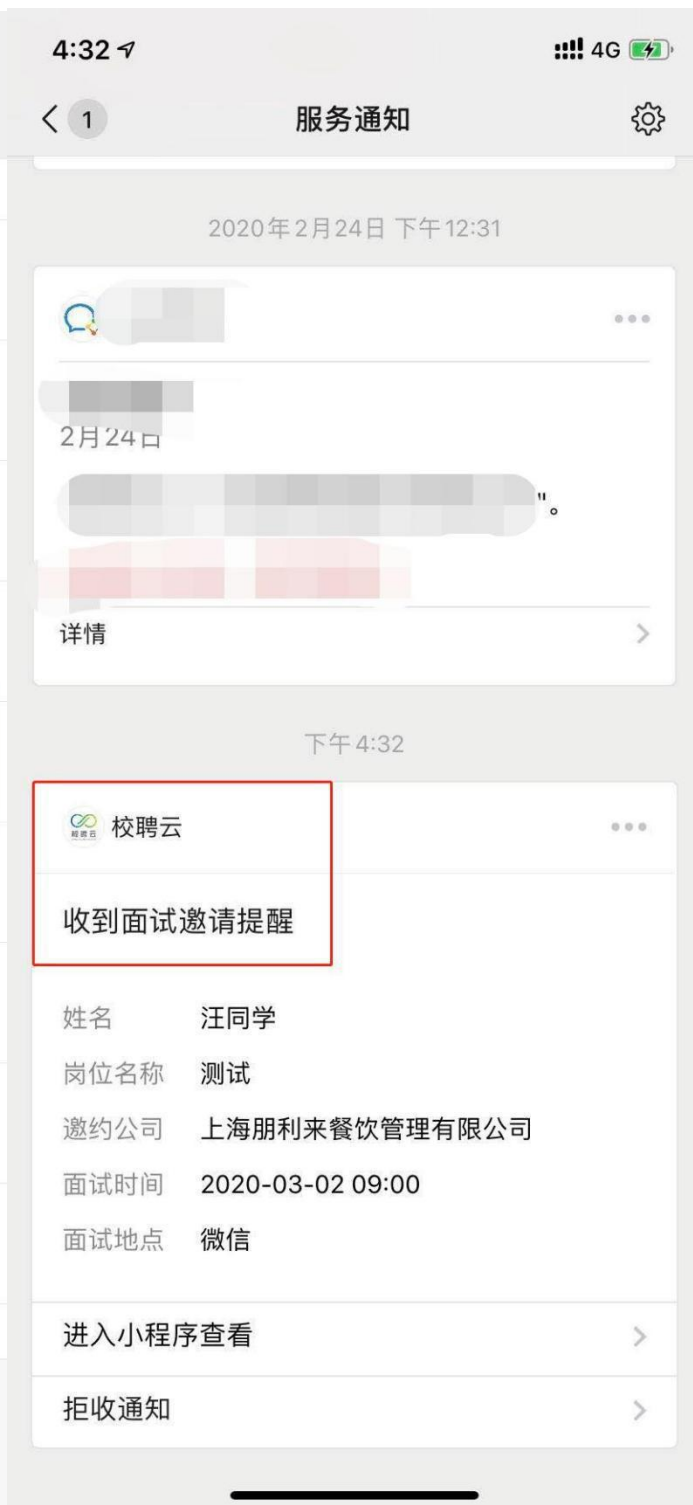 4:32 4G
1 服务通知
2020年2月24日 下午12:31
2月24日
"。
详情
下午4:32
校聘云
收到面试邀请提醒
姓名 汪同学
岗位名称 测试
邀约公司 上海朋利来餐饮管理有限公司
面试时间 2020-03-02 09:00
面试地点 微信
进入小程序查看
拒收通知